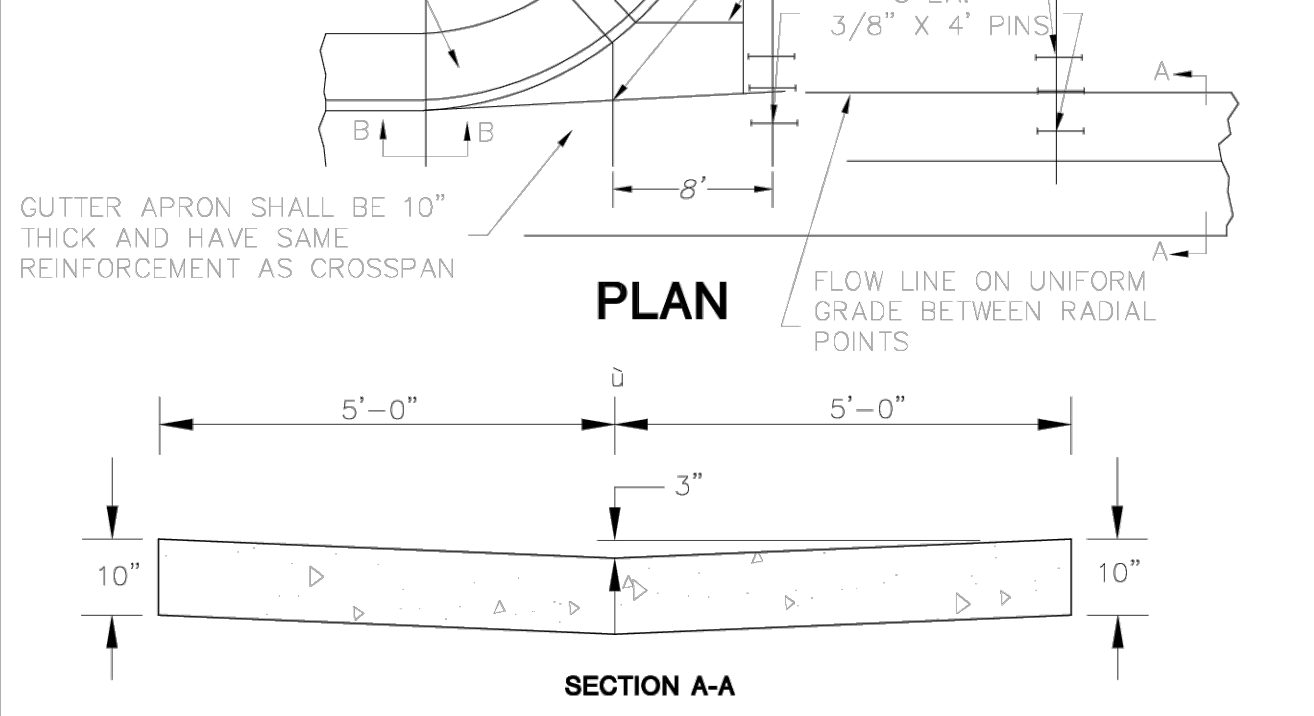 3/8” X 4’ PINS
A
B B
8’
GUTTER APRON SHALL BE 10”
THICK AND HAVE SAME
REINFORCEMENT AS CROSSPAN
A
PLAN
FLOW LINE ON UNIFORM
GRADE BETWEEN RADIAL
POINTS
ù
5’-0” 5’-0”
3”
10” 10”
SECTION A-A